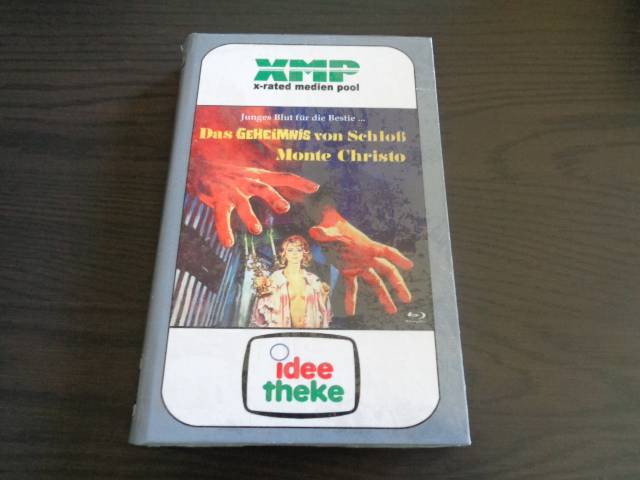 XMP
x-rated medien pool
Junges Blut für die Bestie ...
Das GEHEiMNiS von Schloß
Monte Christo
idee
theke